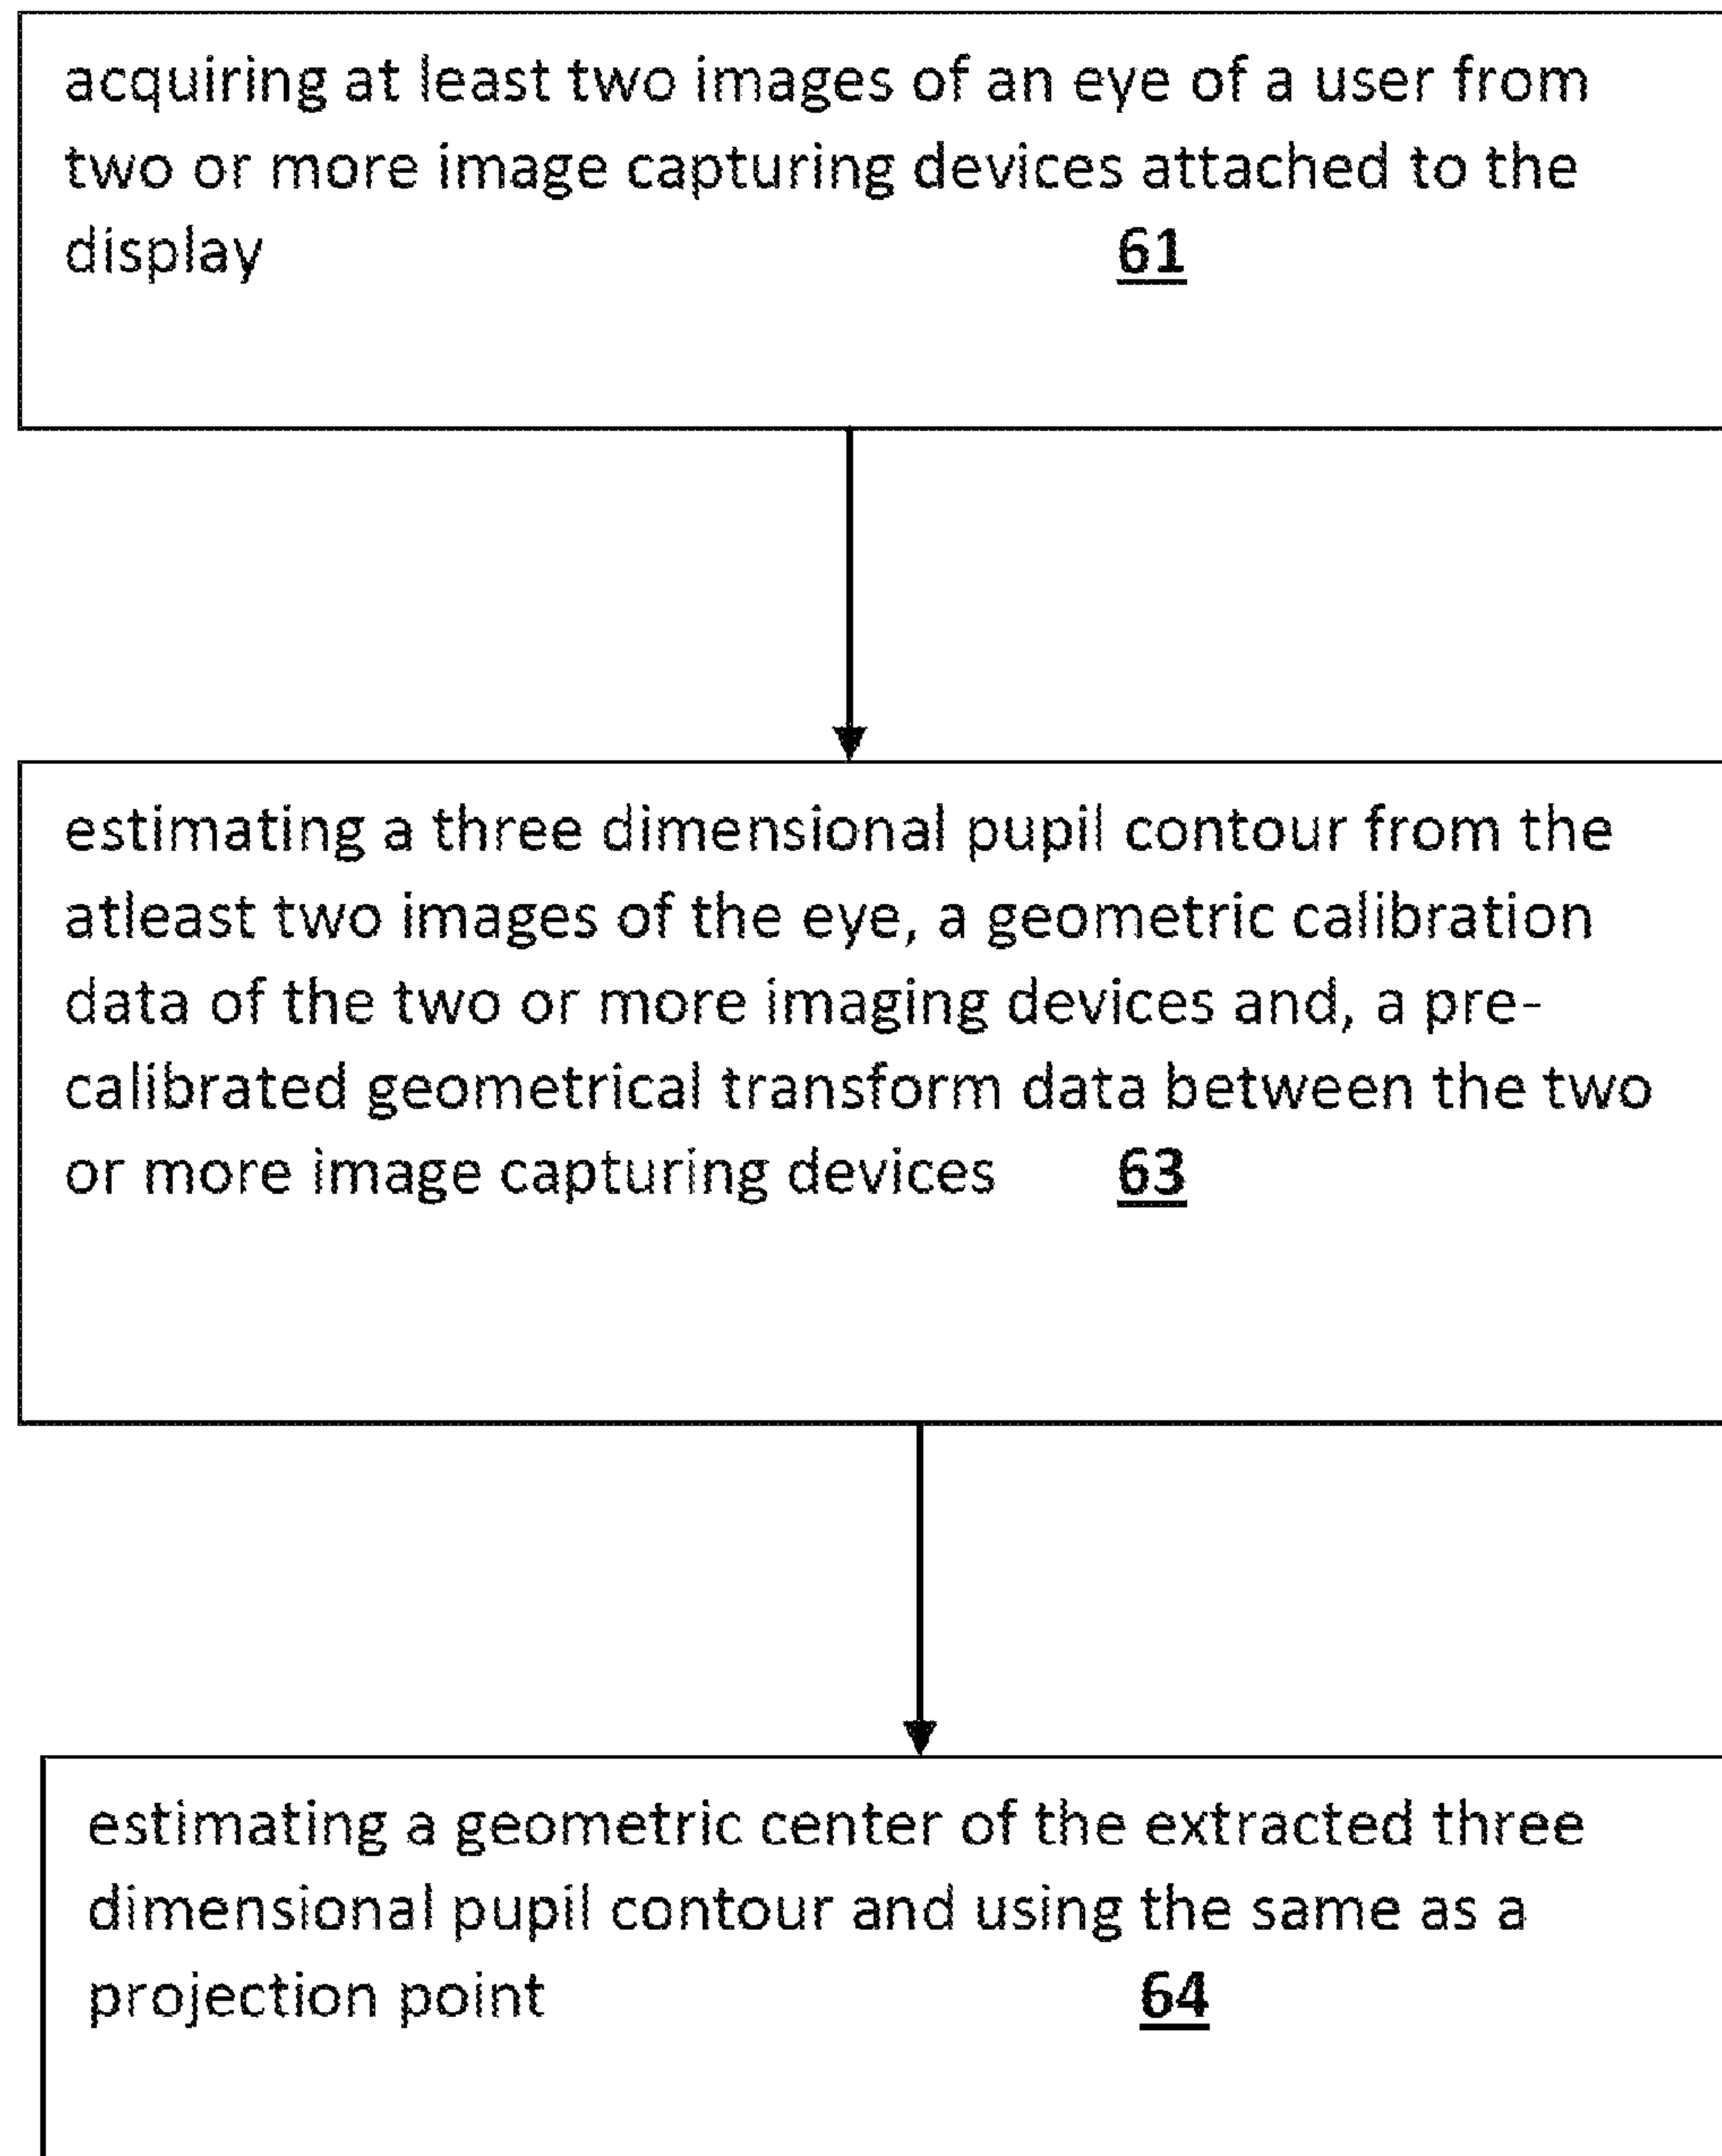 acquiring at least two images of an eye of a user from
two or more image capturing devices attached to the
display 61
estimating a three dimensional pupil contour from the
atleast two images of the eye, a geometric calibration
data of the two or more imaging devices and, a pre-
calibrated geometrical transform data between the two
or more image capturing devices 63
estimating a geometric center of the extracted three
dimensional pupil contour and using the same as a
projection point 64